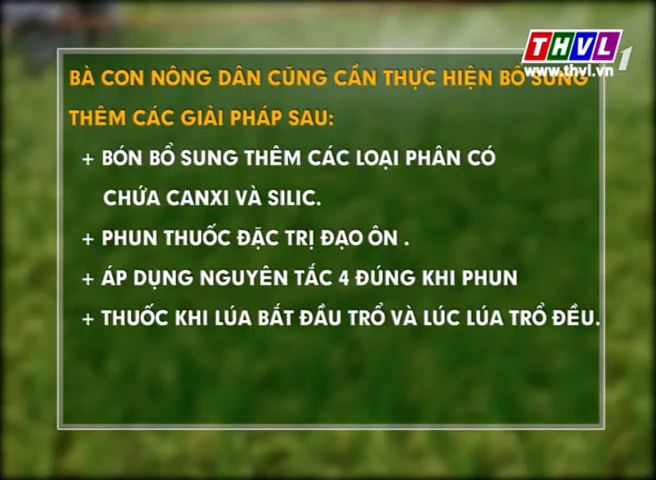 THVL1
www.thvl.vn
BÀ CON NÔNG DÂN CŨNG CẦN THỰC HIỆN BỔ SUNG
THÊM CÁC GIẢI PHÁP SAU:
+ BÓN BỔ SUNG THÊM CÁC LOẠI PHÂN CÓ
CHỨA CANXI VÀ SILIC.
+ PHUN THUỐC ĐẶC TRỊ ĐẠO ÔN .
+ ÁP DỤNG NGUYÊN TẮC 4 ĐÚNG KHI PHUN
+ THUỐC KHI LÚA BẮT ĐẦU TRỔ VÀ LÚC LÚA TRỔ ĐỀU.